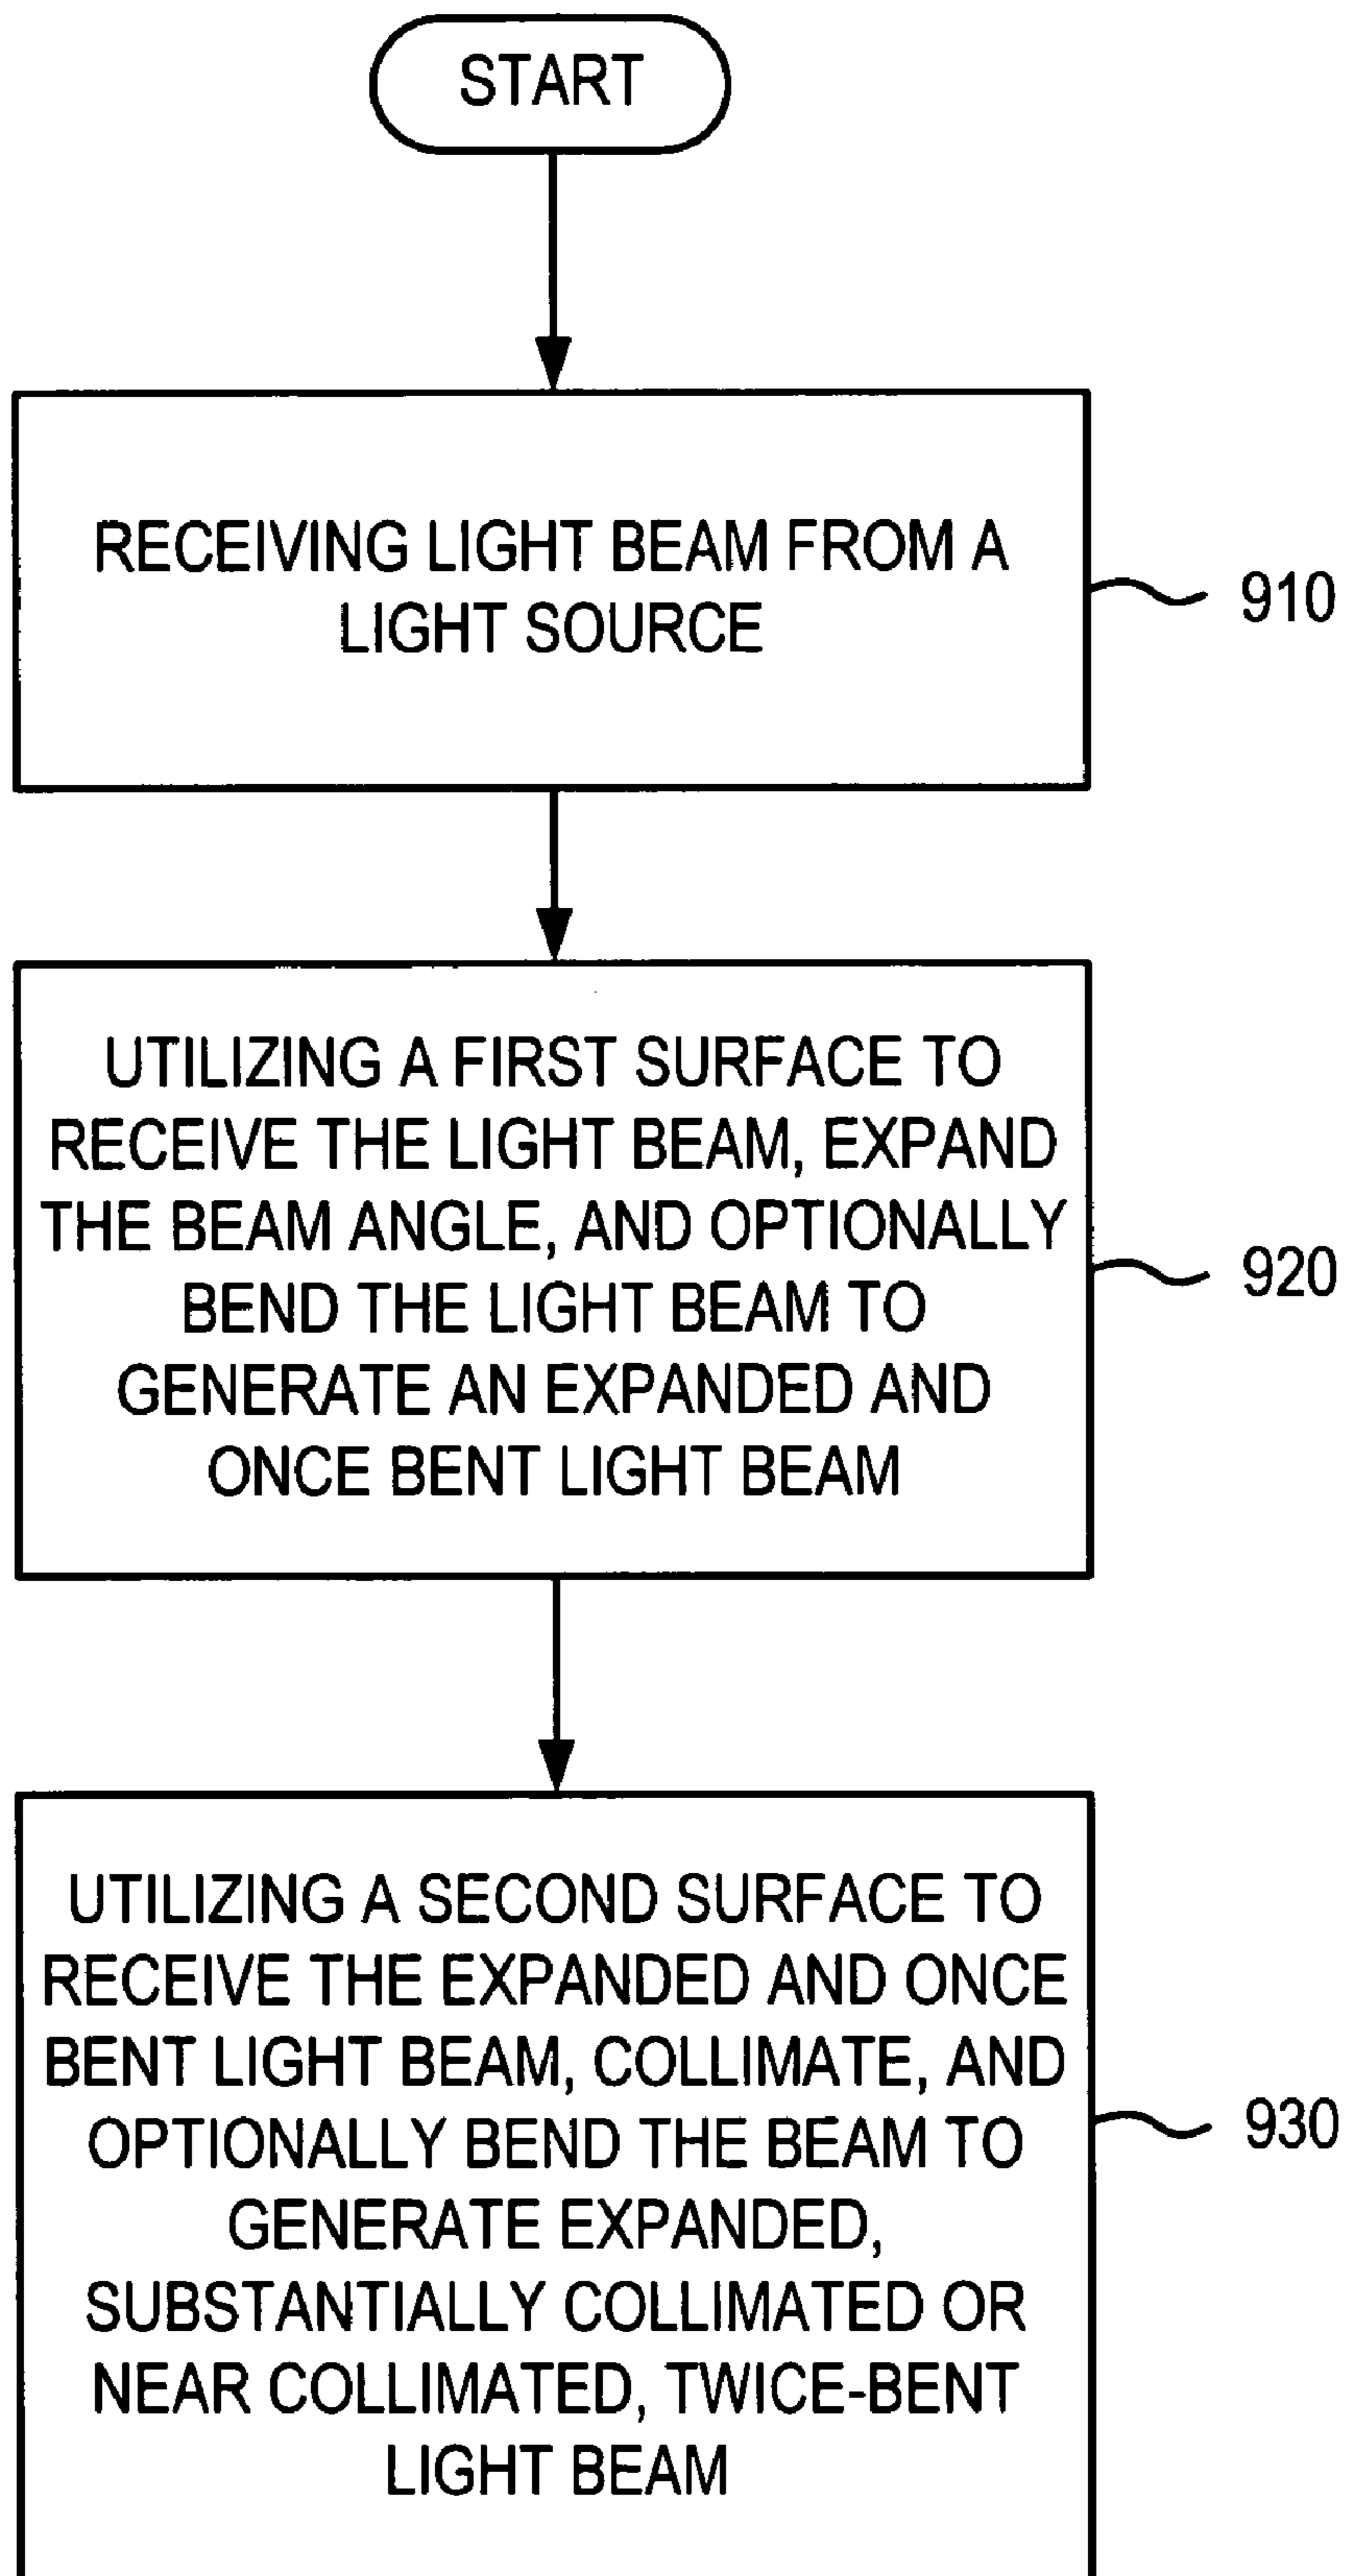 START
RECEIVING LIGHT BEAM FROM A
LIGHT SOURCE
910
UTILIZING A FIRST SURFACE TO
RECEIVE THE LIGHT BEAM, EXPAND
THE BEAM ANGLE, AND OPTIONALLY
BEND THE LIGHT BEAM TO
GENERATE AN EXPANDED AND
ONCE BENT LIGHT BEAM
920
UTILIZING A SECOND SURFACE TO
RECEIVE THE EXPANDED AND ONCE
BENT LIGHT BEAM, COLLIMATE, AND
OPTIONALLY BEND THE BEAM TO
GENERATE EXPANDED,
SUBSTANTIALLY COLLIMATED OR
NEAR COLLIMATED, TWICE-BENT
LIGHT BEAM
930